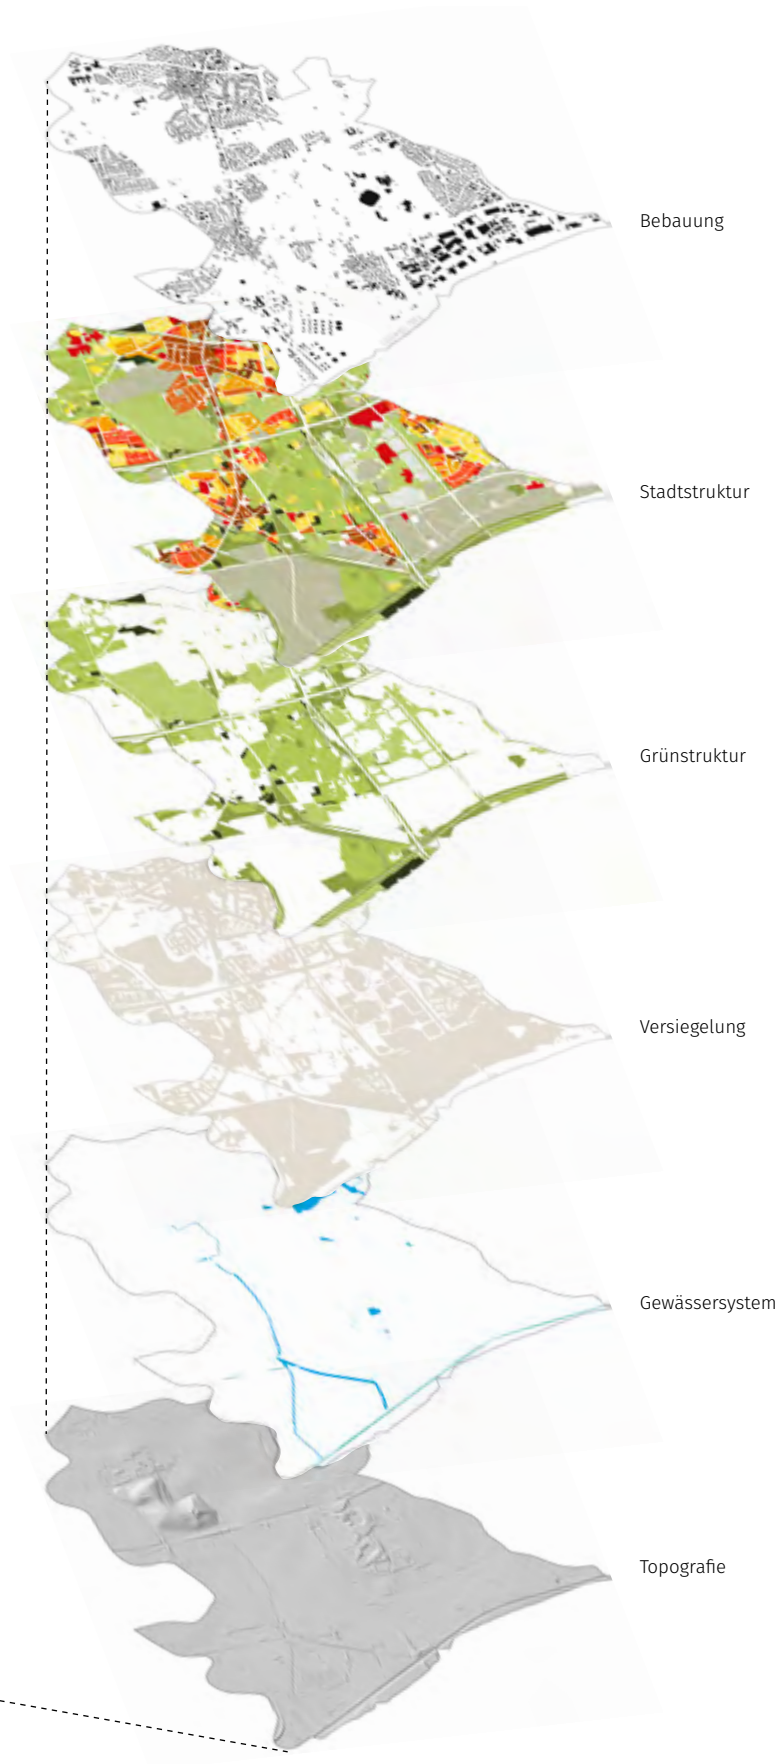 Bebauung
Stadtstruktur
Grünstruktur
Versiegelung
Gewässersystem
Topografie